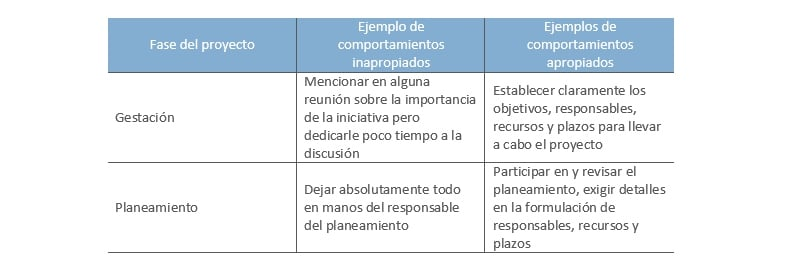 Fase del proyecto
Ejemplo de
comportamientos
inapropiados
Ejemplos de
comportamientos
apropiados
Gestación
Mencionar en alguna
reunión sobre la importancia
de la iniciativa pero
dedicarle poco tiempo a la
discusión
Establecer claramente los
objetivos, responsables,
recursos y plazos para llevar
a cabo el proyecto
Planeamiento
Dejar absolutamente todo
en manos del responsable
del planeamiento
Participar en y revisar el
planeamiento, exigir detalles
en la formulación de
responsables, recursos y
plazos